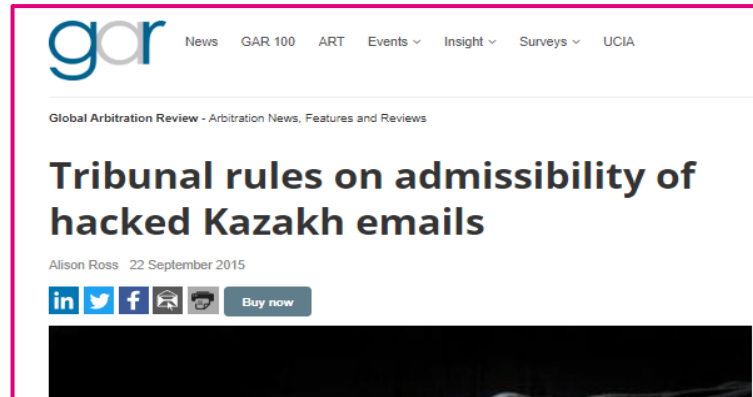 gar News GAR 100 ART Events Insight Surveys UCIA
Global Arbitration Review - Arbitration News, Features and Reviews
Tribunal rules on admissibility of
hacked Kazakh emails
Alison Ross 22 September 2015
in f Buy now